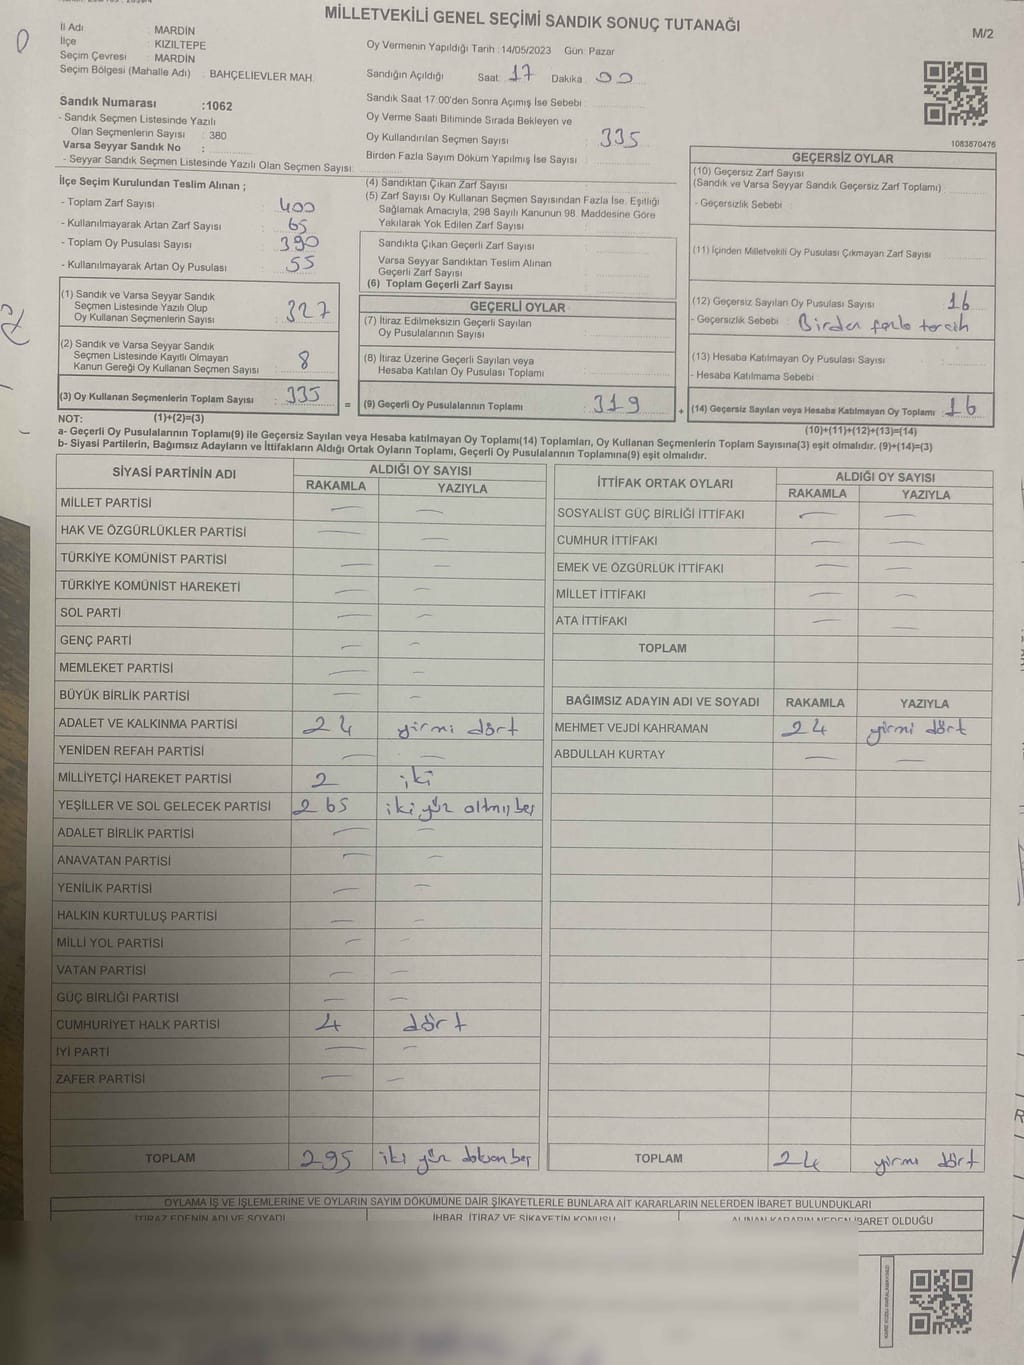 MİLLETVEKİLİ GENEL SEÇİMİ SANDIK SONUÇ TUTANAĞI
M/2
İl Adı : MARDİN
İlçe : KIZILTEPE
Seçim Çevresi : MARDİN
Seçim Bölgesi (Mahalle Adı) : BAHÇELİEVLER MAH.
Oy Vermenin Yapıldığı Tarih : 14/05/2023 Gün: Pazar
Sandığın Açıldığı Saat: 17 Dakika 00
Sandık Saat 17:00'den Sonra Açımış İse Sebebi :
Sandık Numarası :1062
- Sandık Seçmen Listesinde Yazılı
Olan Seçmenlerin Sayısı : 380
Varsa Seyyar Sandık No :
- Seyyar Sandık Seçmen Listesinde Yazılı Olan Seçmen Sayısı:
Oy Verme Saati Bitiminde Sırada Bekleyen ve
Oy Kullandırılan Seçmen Sayısı : 335
Birden Fazla Sayım Döküm Yapılmış İse Sayısı :
1083870476
İlçe Seçim Kurulundan Teslim Alınan ;
- Toplam Zarf Sayısı : 400
- Kullanılmayarak Artan Zarf Sayısı : 65
- Toplam Oy Pusulası Sayısı : 390
- Kullanılmayarak Artan Oy Pusulası : 55
(1) Sandık ve Varsa Seyyar Sandık
Seçmen Listesinde Yazılı Olup
Oy Kullanan Seçmenlerin Sayısı : 327
(2) Sandık ve Varsa Seyyar Sandık
Seçmen Listesinde Kayıtlı Olmayan
Kanun Gereği Oy Kullanan Seçmen Sayısı : 8
(3) Oy Kullanan Seçmenlerin Toplam Sayısı : 335
(4) Sandıktan Çıkan Zarf Sayısı :
(5) Zarf Sayısı Oy Kullanan Seçmen Sayısından Fazla İse, Eşitliği
Sağlamak Amacıyla, 298 Sayılı Kanunun 98. Maddesine Göre
Yakılarak Yok Edilen Zarf Sayısı :
Sandıkta Çıkan Geçerli Zarf Sayısı :
Varsa Seyyar Sandıktan Teslim Alınan
Geçerli Zarf Sayısı :
(6) Toplam Geçerli Zarf Sayısı :
GEÇERLİ OYLAR
(7) İtiraz Edilmeksizin Geçerli Sayılan
Oy Pusulalarının Sayısı :
(8) İtiraz Üzerine Geçerli Sayılan veya
Hesaba Katılan Oy Pusulası Toplamı :
= (9) Geçerli Oy Pusulalarının Toplamı : 319 +
GEÇERSİZ OYLAR
(10) Geçersiz Zarf Sayısı
(Sandık ve Varsa Seyyar Sandık Geçersiz Zarf Toplamı) :
- Geçersizlik Sebebi :
(11) İçinden Milletvekili Oy Pusulası Çıkmayan Zarf Sayısı :
(12) Geçersiz Sayılan Oy Pusulası Sayısı : 16
- Geçersizlik Sebebi : Birden fazla tercih
(13) Hesaba Katılmayan Oy Pusulası Sayısı :
- Hesaba Katılmama Sebebi :
(14) Geçersiz Sayılan veya Hesaba Katılmayan Oy Toplamı : 16
NOT: (1)+(2)=(3)
(10)+(11)+(12)+(13)=(14)
a- Geçerli Oy Pusulalarının Toplamı(9) ile Geçersiz Sayılan veya Hesaba katılmayan Oy Toplamı(14) Toplamları, Oy Kullanan Seçmenlerin Toplam Sayısına(3) eşit olmalıdır. (9)+(14)=(3)
b- Siyasi Partilerin, Bağımsız Adayların ve İttifakların Aldığı Ortak Oyların Toplamı, Geçerli Oy Pusulalarının Toplamına(9) eşit olmalıdır.
SİYASİ PARTİNİN ADI ALDIĞI OY SAYISI
RAKAMLA YAZIYLA
MİLLET PARTİSİ — —
HAK VE ÖZGÜRLÜKLER PARTİSİ — —
TÜRKİYE KOMÜNİST PARTİSİ — —
TÜRKİYE KOMÜNİST HAREKETİ — —
SOL PARTİ — —
GENÇ PARTİ — —
MEMLEKET PARTİSİ — —
BÜYÜK BİRLİK PARTİSİ — —
ADALET VE KALKINMA PARTİSİ 24 yirmi dört
YENİDEN REFAH PARTİSİ — —
MİLLİYETÇİ HAREKET PARTİSİ 2 iki
YEŞİLLER VE SOL GELECEK PARTİSİ 265 iki yüz altmış beş
ADALET BİRLİK PARTİSİ — —
ANAVATAN PARTİSİ — —
YENİLİK PARTİSİ — —
HALKIN KURTULUŞ PARTİSİ — —
MİLLİ YOL PARTİSİ — —
VATAN PARTİSİ — —
GÜÇ BİRLİĞİ PARTİSİ — —
CUMHURİYET HALK PARTİSİ 4 dört
İYİ PARTİ — —
ZAFER PARTİSİ — —
TOPLAM 295 iki yüz doksan beş
İTTİFAK ORTAK OYLARI ALDIĞI OY SAYISI
RAKAMLA YAZIYLA
SOSYALİST GÜÇ BİRLİĞİ İTTİFAKI — —
CUMHUR İTTİFAKI — —
EMEK VE ÖZGÜRLÜK İTTİFAKI — —
MİLLET İTTİFAKI — —
ATA İTTİFAKI — —
TOPLAM
BAĞIMSIZ ADAYIN ADI VE SOYADI RAKAMLA YAZIYLA
MEHMET VEJDİ KAHRAMAN 24 yirmi dört
ABDULLAH KURTAY — —
TOPLAM 24 yirmi dört
OYLAMA İŞ VE İŞLEMLERİNE VE OYLARIN SAYIM DÖKÜMÜNE DAİR ŞİKAYETLERLE BUNLARA AİT KARARLARIN NELERDEN İBARET BULUNDUKLARI
İTİRAZ EDENİN ADI VE SOYADI İHBAR, İTİRAZ VE ŞİKAYETİN KONUSU ALINAN KARARIN NEDEN İBARET OLDUĞU